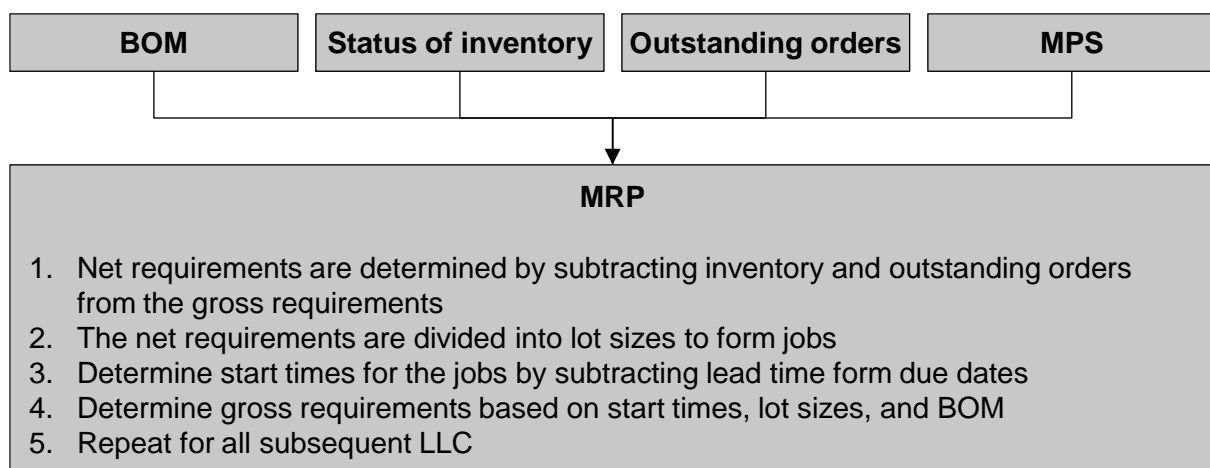 BOM
Status of inventory
Outstanding orders
MPS
MRP
1. Net requirements are determined by subtracting inventory and outstanding orders
from the gross requirements
2. The net requirements are divided into lot sizes to form jobs
3. Determine start times for the jobs by subtracting lead time form due dates
4. Determine gross requirements based on start times, lot sizes, and BOM
5. Repeat for all subsequent LLC